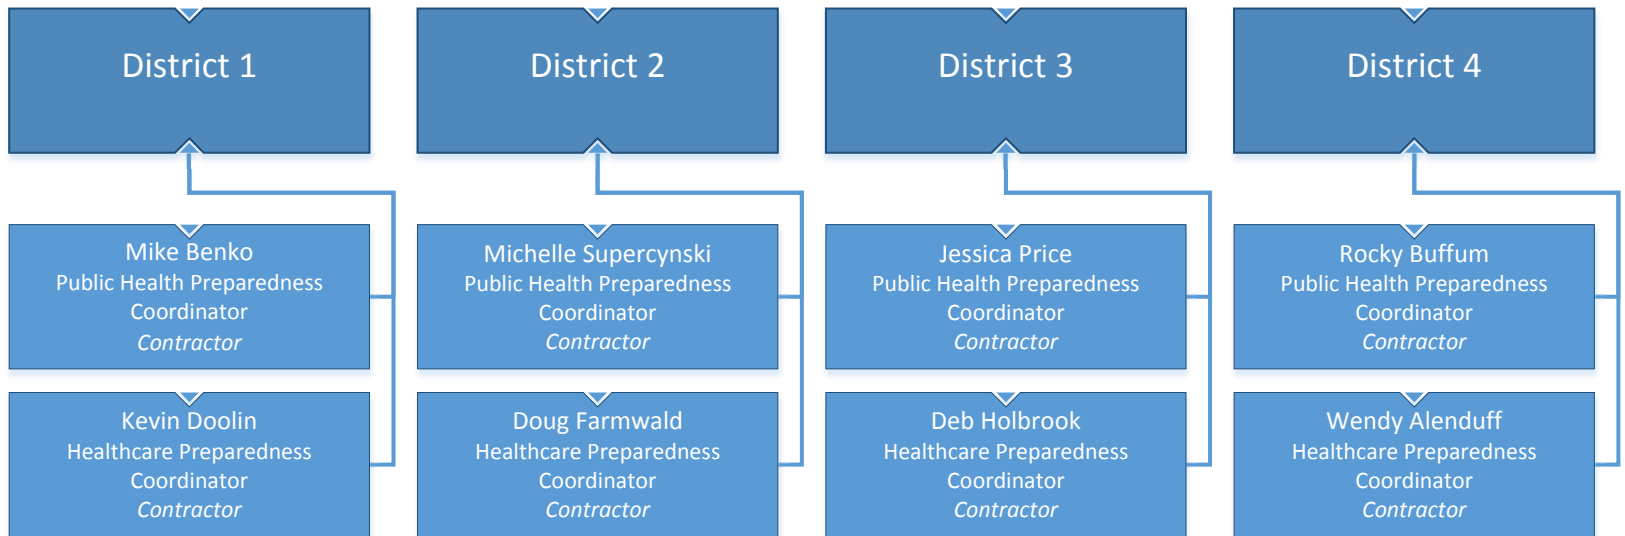 District 1
District 2
District 3
District 4
Mike Benko
Public Health Preparedness
Coordinator
Contractor
Michelle Supercynski
Public Health Preparedness
Coordinator
Contractor
Jessica Price
Public Health Preparedness
Coordinator
Contractor
Rocky Buffum
Public Health Preparedness
Coordinator
Contractor
Kevin Doolin
Healthcare Preparedness
Coordinator
Contractor
Doug Farmwald
Healthcare Preparedness
Coordinator
Contractor
Deb Holbrook
Healthcare Preparedness
Coordinator
Contractor
Wendy Alenduff
Healthcare Preparedness
Coordinator
Contractor